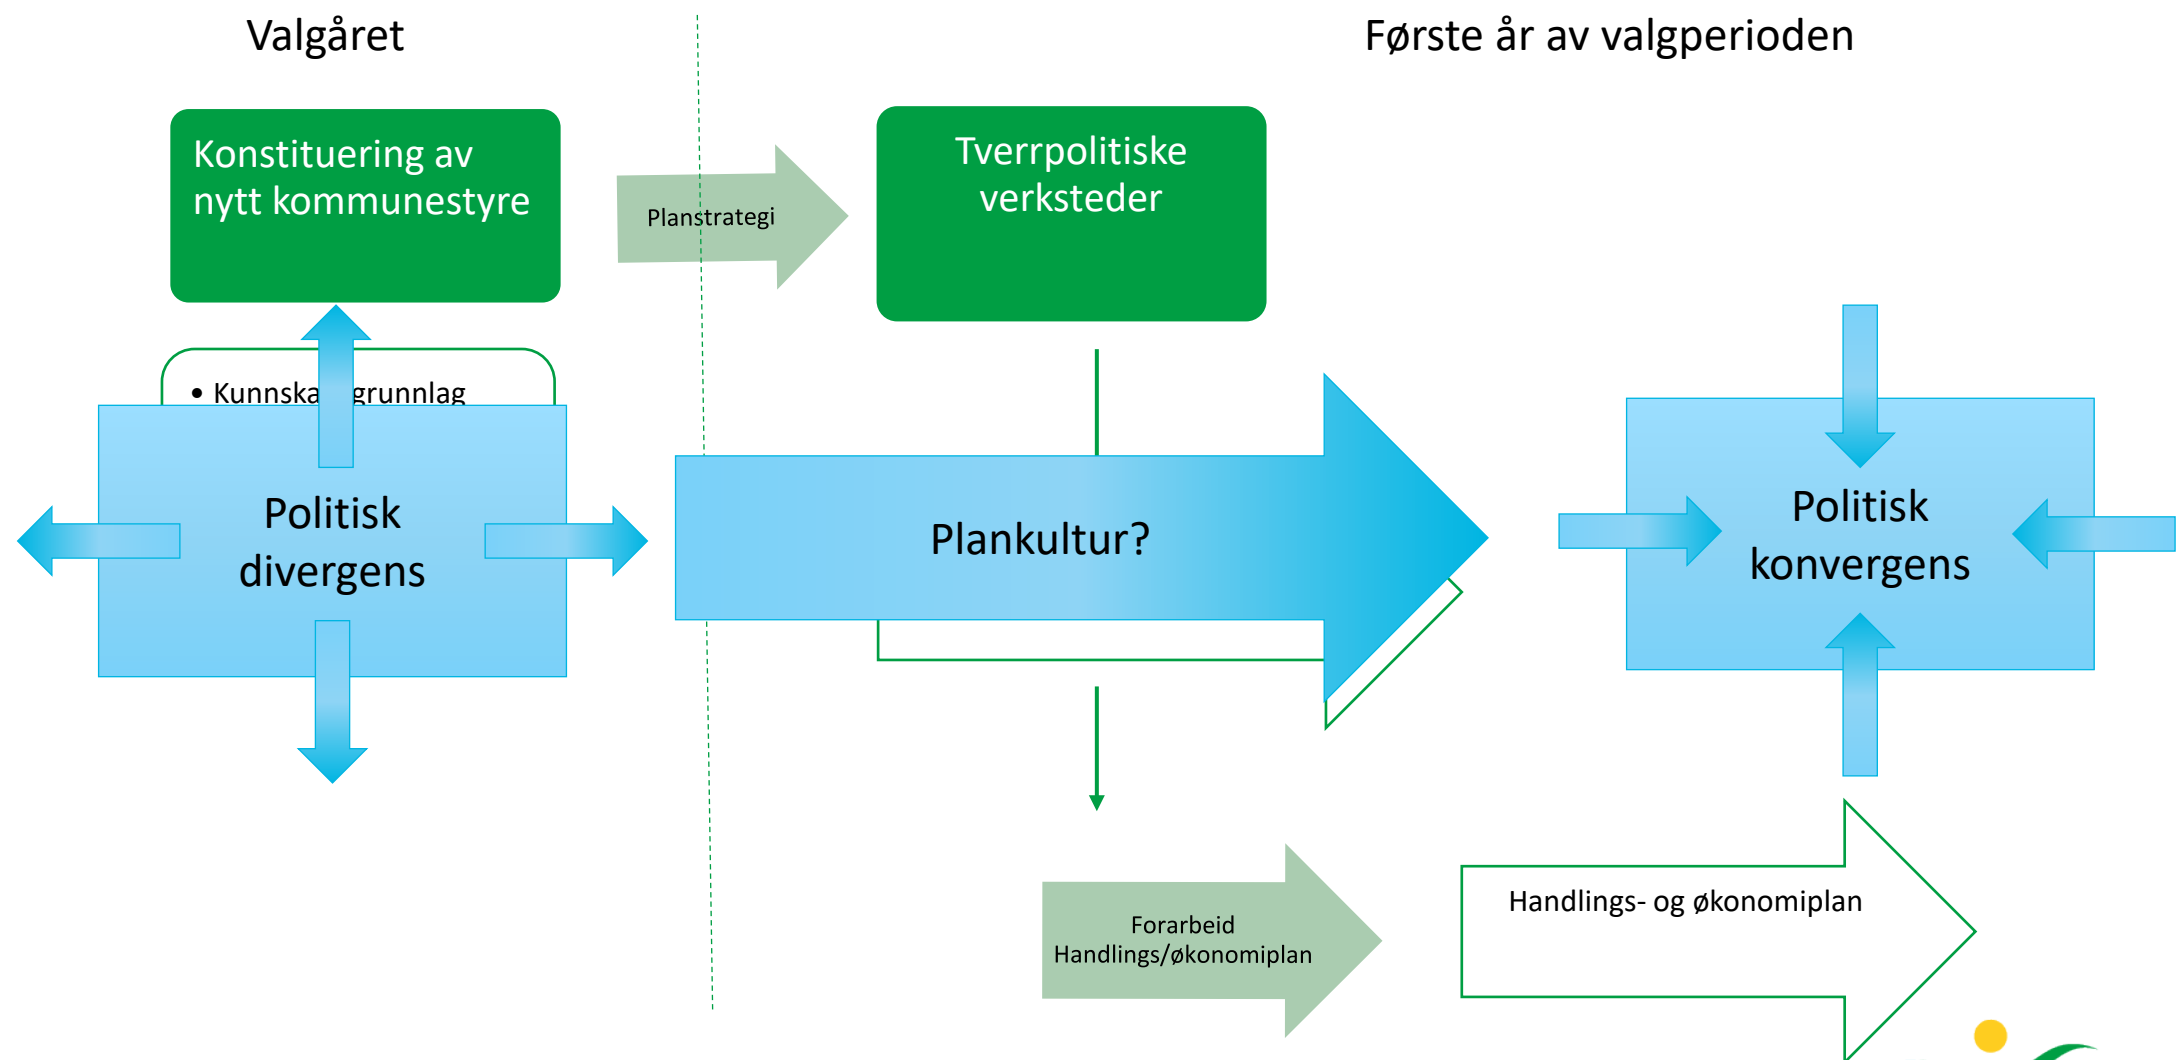 Valgåret
Første år av valgperioden
Konstituering av
nytt kommunestyre
Planstrategi
Tverrpolitiske
verksteder
• Kunnska grunnlag
Politisk
divergens
Plankultur?
Politisk
konvergens
Forarbeid
Handlings/økonomiplan
Handlings- og økonomiplan